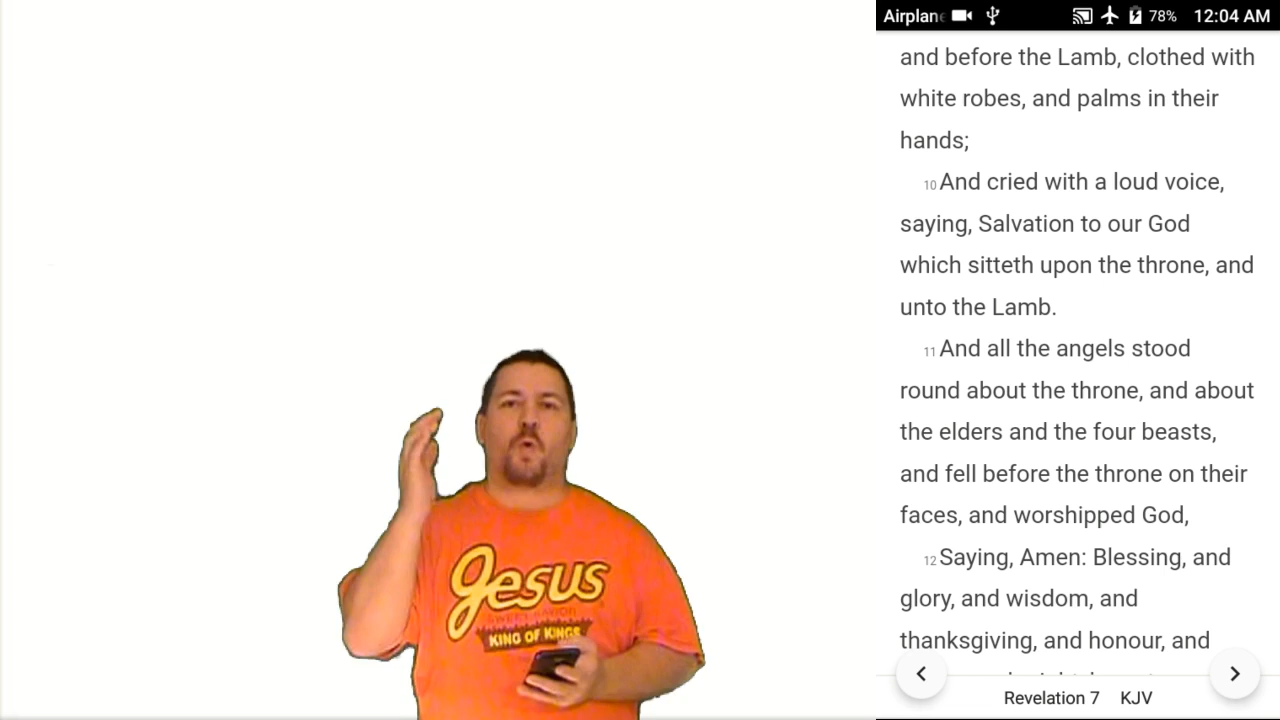 Airplan
78%
12:04 AM
and before the Lamb, clothed with
white robes, and palms in their
hands;
10 And cried with a loud voice,
saying, Salvation to our God
which sitteth upon the throne, and
unto the Lamb.
11 And all the angels stood
round about the throne, and about
the elders and the four beasts,
and fell before the throne on their
faces, and worshipped God,
12 Saying, Amen: Blessing, and
glory, and wisdom, and
thanksgiving, and honour, and
Revelation 7 KJV
Jesus
SWEET SAVIOR
KING OF KINGS